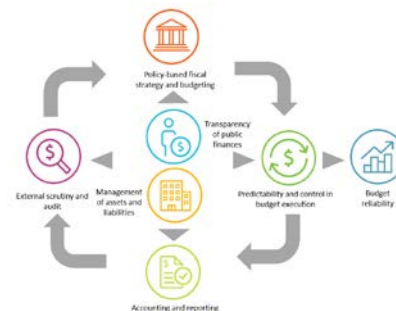 Policy-based fiscal
strategy and budgeting
Transparency
of public
finances
External scrutiny and
audit
Management
of assets and
liabilities
Predictability and control in
budget execution
Budget
reliability
Accounting and reporting